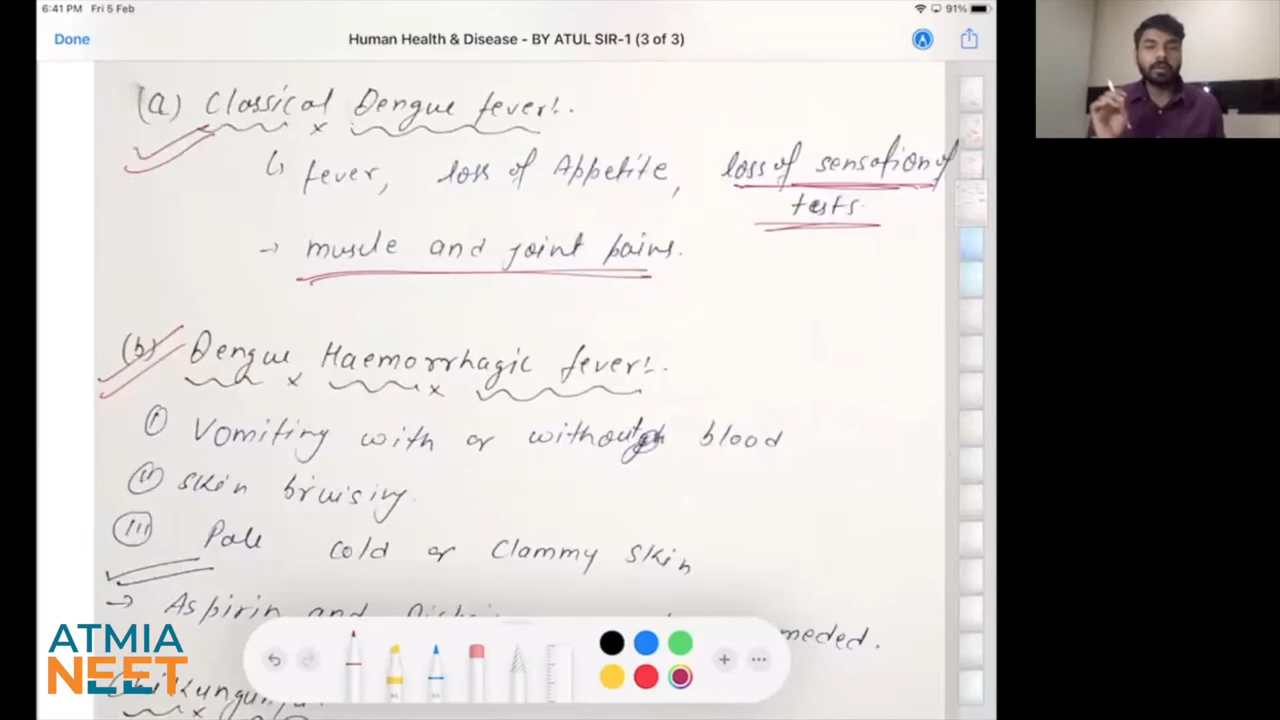 6:41 PM Fri 5 Feb
91%
Done
Human Health & Disease - BY ATUL SIR-1 (3 of 3)
(a) Classical Dengue fever:.
fever, loss of Appetite, loss of sensation of
tests.
→ muscle and joint pains.
(b) Dengue Haemorrhagic fever:.
(i) Vomiting with or without blood
(ii) skin bruising.
(iii) Pale cold or clammy skin
→ Aspirin and
ATMIA
NEET